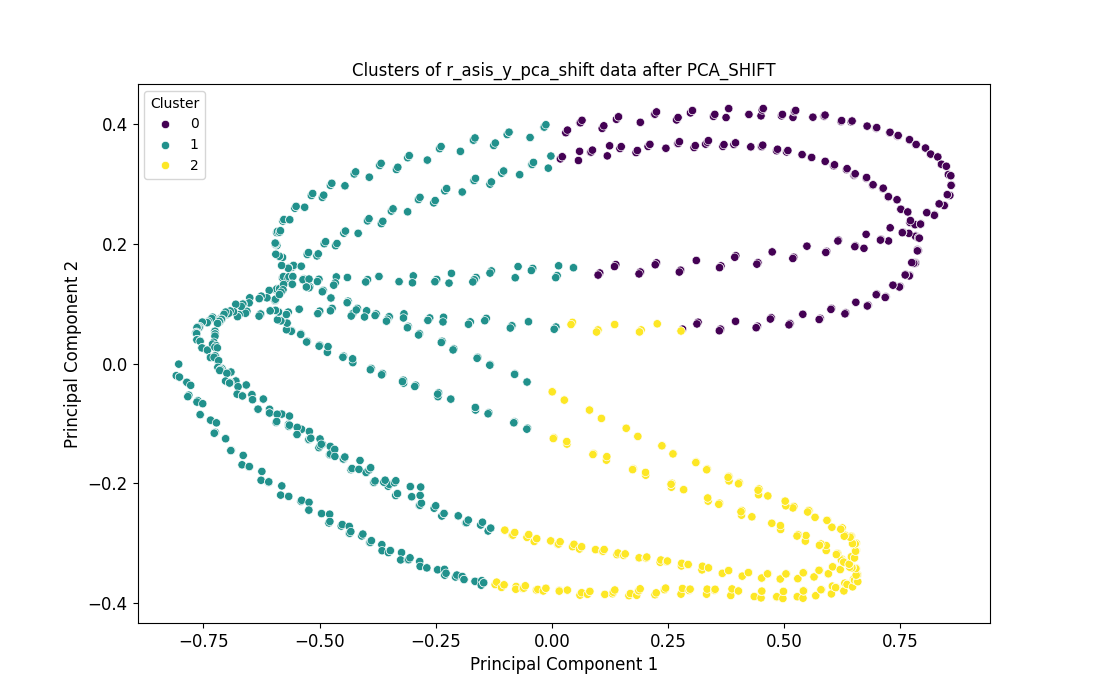 Clusters of r_asis_y_pca_shift data after PCA_SHIFT
Cluster
0
1
2
Principal Component 2
0.4
0.2
0.0
−0.2
−0.4
−0.75 −0.50 −0.25 0.00 0.25 0.50 0.75
Principal Component 1